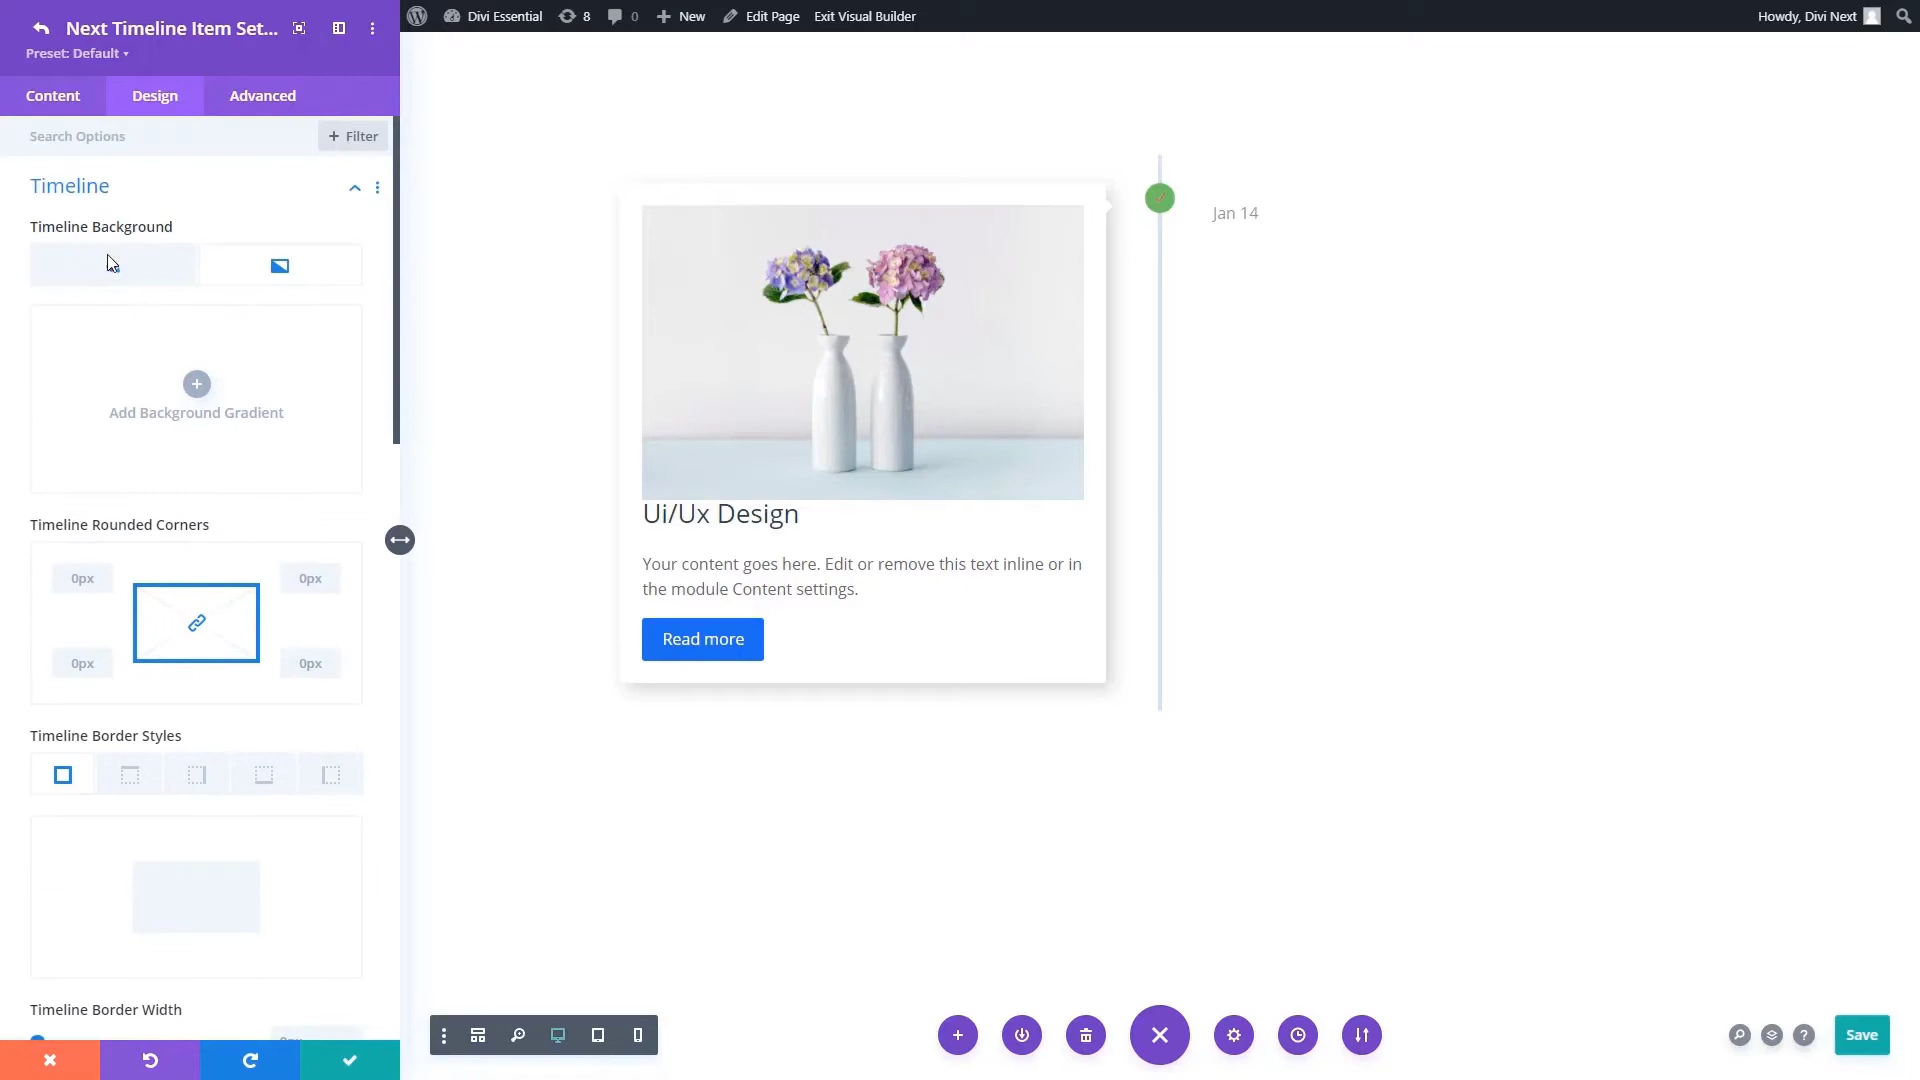 Next Timeline Item Set...
Preset: Default
Content
Design
Advanced
Search Options
+ Filter
Timeline
Timeline Background
Add Background Gradient
Timeline Rounded Corners
0px
0px
0px
0px
Timeline Border Styles
Timeline Border Width
Divi Essential
8
0
New
Edit Page
Exit Visual Builder
Howdy, Divi Next
Jan 14
Ui/Ux Design
Your content goes here. Edit or remove this text inline or in
the module Content settings.
Read more
Save